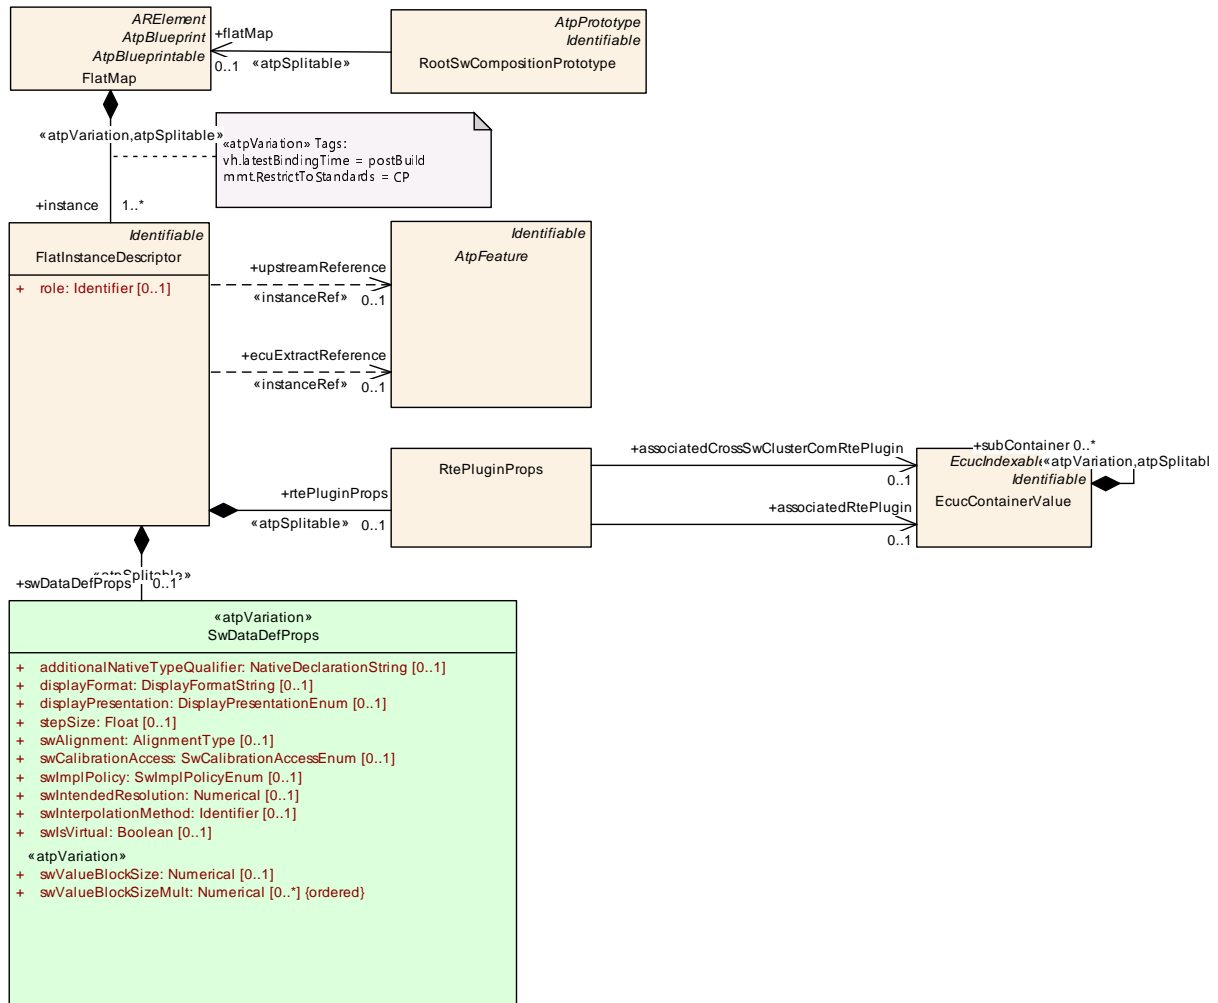 ARElement
AtpBlueprint
AtpBlueprintable
FlatMap
+flatMap
0..1
«atpSplitable»
AtpPrototype
Identifiable
RootSwCompositionPrototype
«atpVariation,atpSplitable»
«atpVariation» Tags:
vh.latestBindingTime = postBuild
mmt.RestrictToStandards = CP
+instance
1..*
Identifiable
FlatInstanceDescriptor
+ role: Identifier [0..1]
+upstreamReference
«instanceRef»
0..1
+ecuExtractReference
«instanceRef»
0..1
Identifiable
AtpFeature
+rtePluginProps
«atpSplitable»
0..1
RtePluginProps
+associatedCrossSwClusterComRtePlugin
0..1
+associatedRtePlugin
0..1
+subContainer 0..*
EcucIndexable
«atpVariation,atpSplitabl
Identifiable
EcucContainerValue
«atpSplitable»
+swDataDefProps
0..1
«atpVariation»
SwDataDefProps
+ additionalNativeTypeQualifier: NativeDeclarationString [0..1]
+ displayFormat: DisplayFormatString [0..1]
+ displayPresentation: DisplayPresentationEnum [0..1]
+ stepSize: Float [0..1]
+ swAlignment: AlignmentType [0..1]
+ swCalibrationAccess: SwCalibrationAccessEnum [0..1]
+ swImplPolicy: SwImplPolicyEnum [0..1]
+ swIntendedResolution: Numerical [0..1]
+ swInterpolationMethod: Identifier [0..1]
+ swIsVirtual: Boolean [0..1]
«atpVariation»
+ swValueBlockSize: Numerical [0..1]
+ swValueBlockSizeMult: Numerical [0..*] {ordered}